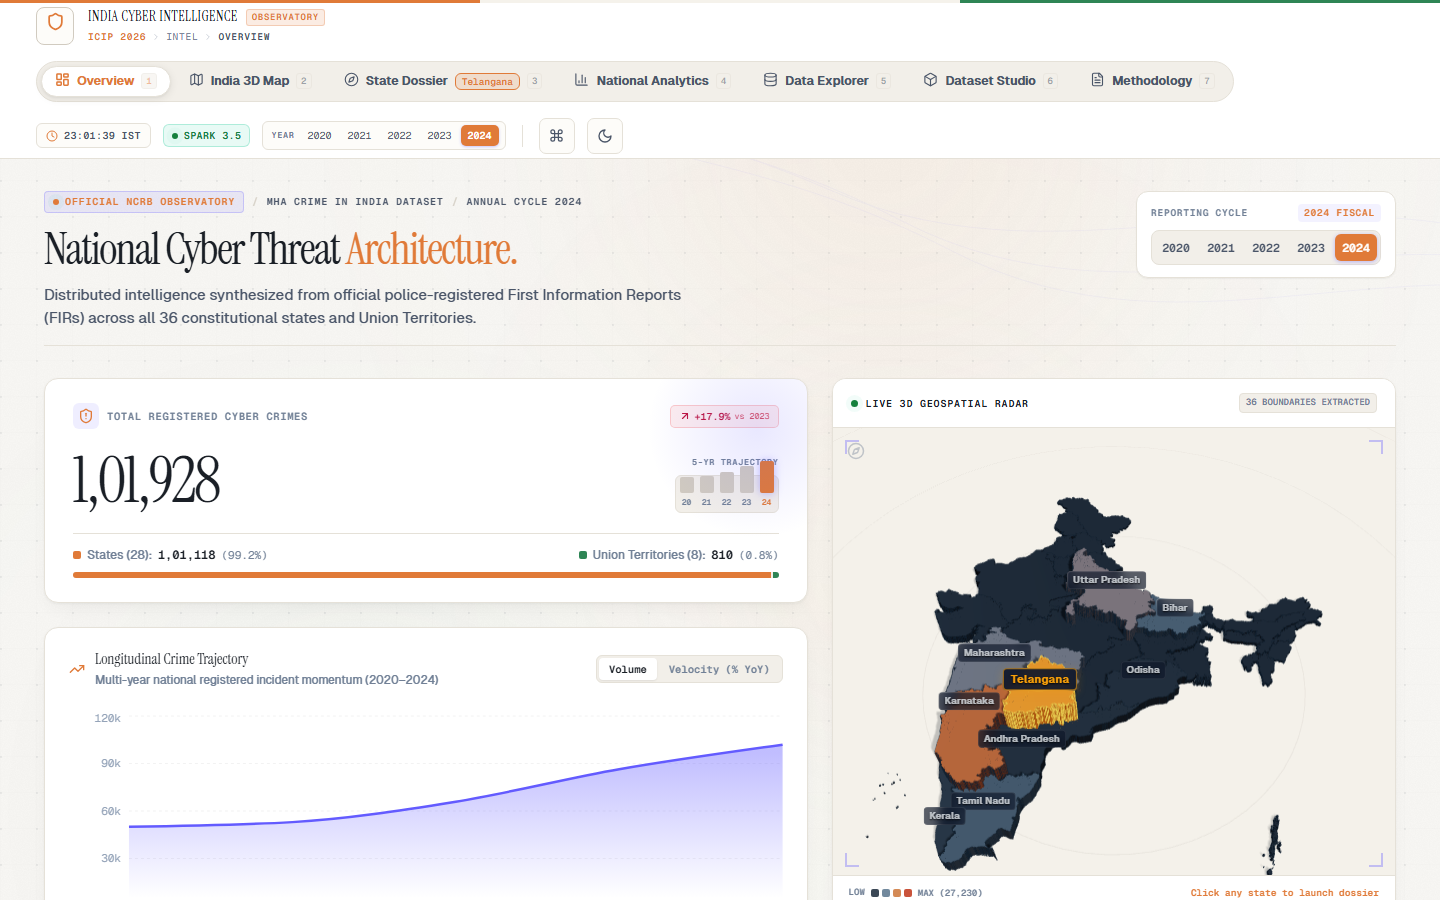 INDIA CYBER INTELLIGENCE OBSERVATORY
ICIP 2026 > INTEL > OVERVIEW
Overview 1
India 3D Map 2
State Dossier Telangana 3
National Analytics 4
Data Explorer 5
Dataset Studio 6
Methodology 7
23:01:39 IST
SPARK 3.5
YEAR 2020 2021 2022 2023 2024
OFFICIAL NCRB OBSERVATORY / MHA CRIME IN INDIA DATASET / ANNUAL CYCLE 2024
National Cyber Threat Architecture.
Distributed intelligence synthesized from official police-registered First Information Reports
(FIRs) across all 36 constitutional states and Union Territories.
REPORTING CYCLE 2024 FISCAL
2020 2021 2022 2023 2024
TOTAL REGISTERED CYBER CRIMES
+17.9% vs 2023
1,01,928
5-YR TRAJECTORY
20 21 22 23 24
States (28): 1,01,118 (99.2%)
Union Territories (8): 810 (0.8%)
Longitudinal Crime Trajectory
Multi-year national registered incident momentum (2020–2024)
Volume Velocity (% YoY)
120k
90k
60k
30k
LIVE 3D GEOSPATIAL RADAR
36 BOUNDARIES EXTRACTED
Uttar Pradesh
Bihar
Maharashtra
Odisha
Telangana
Karnataka
Andhra Pradesh
Tamil Nadu
Kerala
LOW MAX (27,230)
Click any state to launch dossier